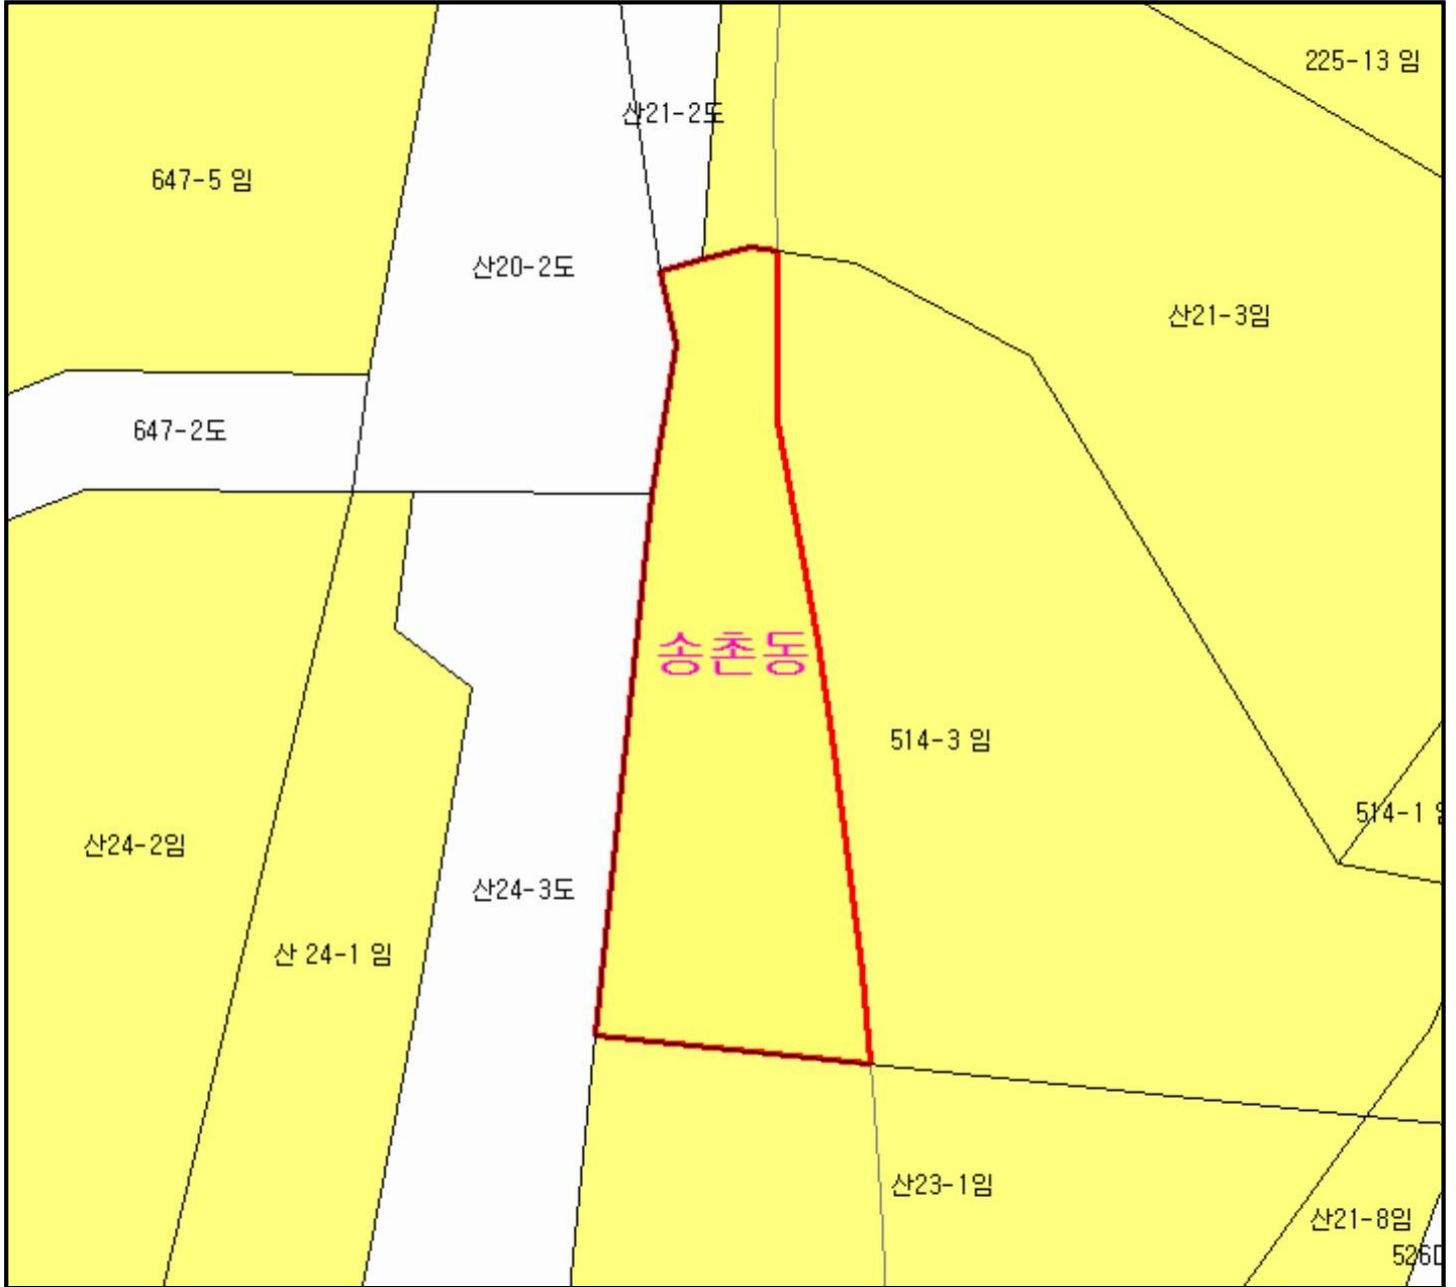 225-13 임
산21-2도
647-5 임
산20-2도
산21-3임
647-2도
송촌동
514-3 임
514-1
산24-2임
산24-3도
산 24-1 임
산23-1임
산21-8임
526